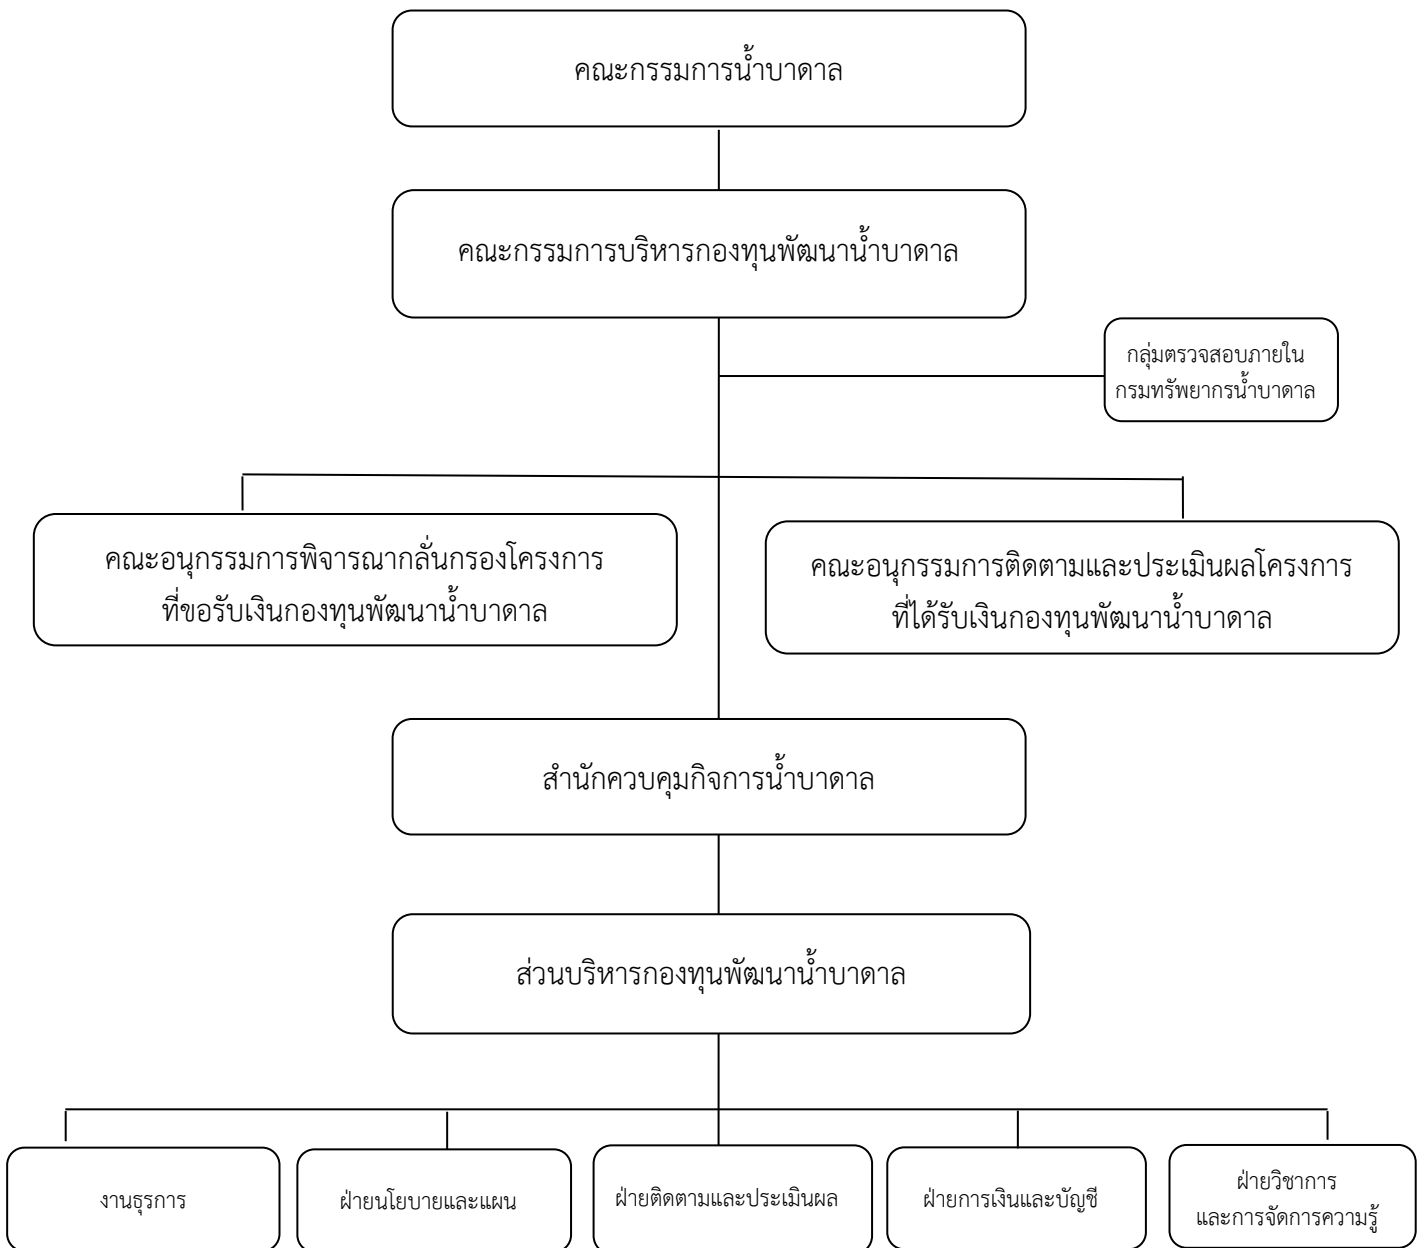 คณะกรรมการน้ำบาดาล
คณะกรรมการบริหารกองทุนพัฒนาน้ำบาดาล
กลุ่มตรวจสอบภายใน
กรมทรัพยากรน้ำบาดาล
คณะอนุกรรมการพิจารณากลั่นกรองโครงการ
ที่ขอรับเงินกองทุนพัฒนาน้ำบาดาล
คณะอนุกรรมการติดตามและประเมินผลโครงการ
ที่ได้รับเงินกองทุนพัฒนาน้ำบาดาล
สำนักควบคุมกิจการน้ำบาดาล
ส่วนบริหารกองทุนพัฒนาน้ำบาดาล
งานธุรการ
ฝ่ายนโยบายและแผน
ฝ่ายติดตามและประเมินผล
ฝ่ายการเงินและบัญชี
ฝ่ายวิชาการ
และการจัดการความรู้